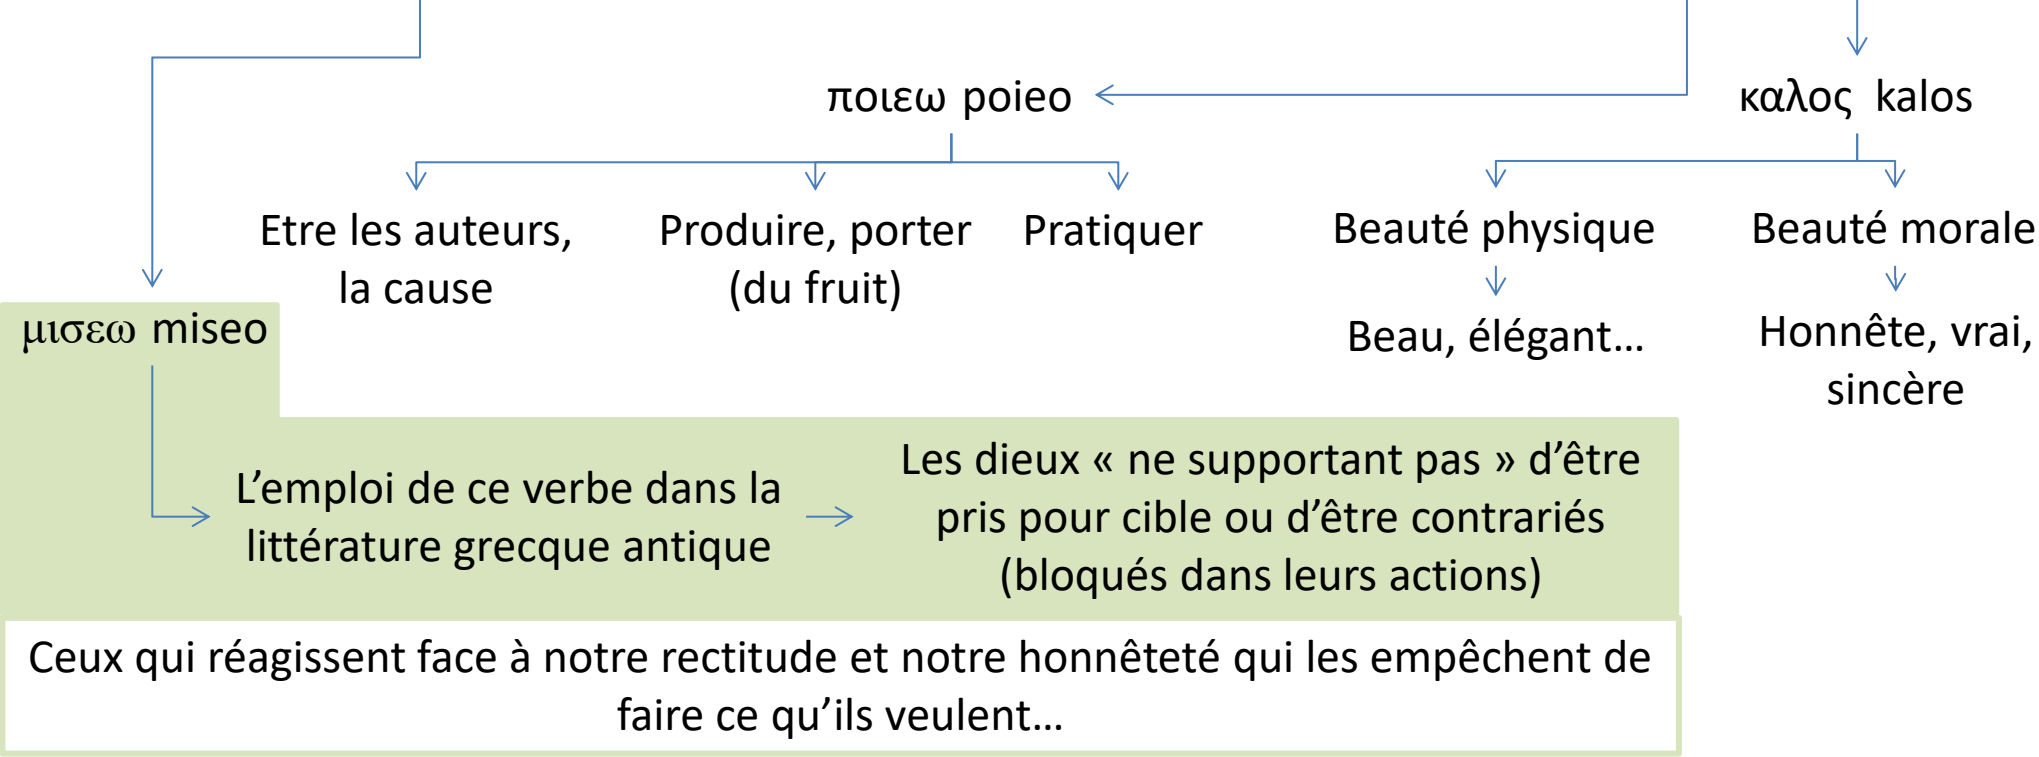 ποιεω poieo
καλος kalos
Etre les auteurs,
la cause
Produire, porter
(du fruit)
Pratiquer
Beauté physique
Beau, élégant…
Beauté morale
Honnête, vrai,
sincère
μισεω miseo
L’emploi de ce verbe dans la
littérature grecque antique
Les dieux « ne supportant pas » d’être
pris pour cible ou d’être contrariés
(bloqués dans leurs actions)
Ceux qui réagissent face à notre rectitude et notre honnêteté qui les empêchent de
faire ce qu’ils veulent…